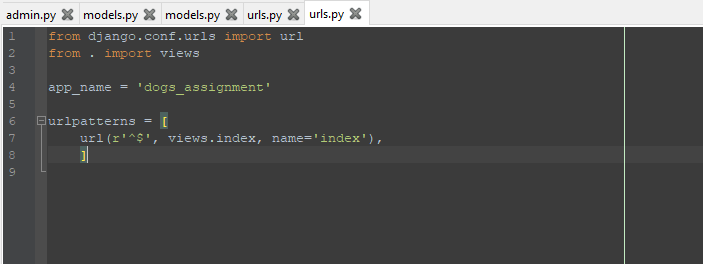 admin.py models.py models.py urls.py urls.py
1 from django.conf.urls import url
2 from . import views
3
4 app_name = 'dogs_assignment'
5
6 urlpatterns = [
7     url(r'^$', views.index, name='index'),
8     ]
9